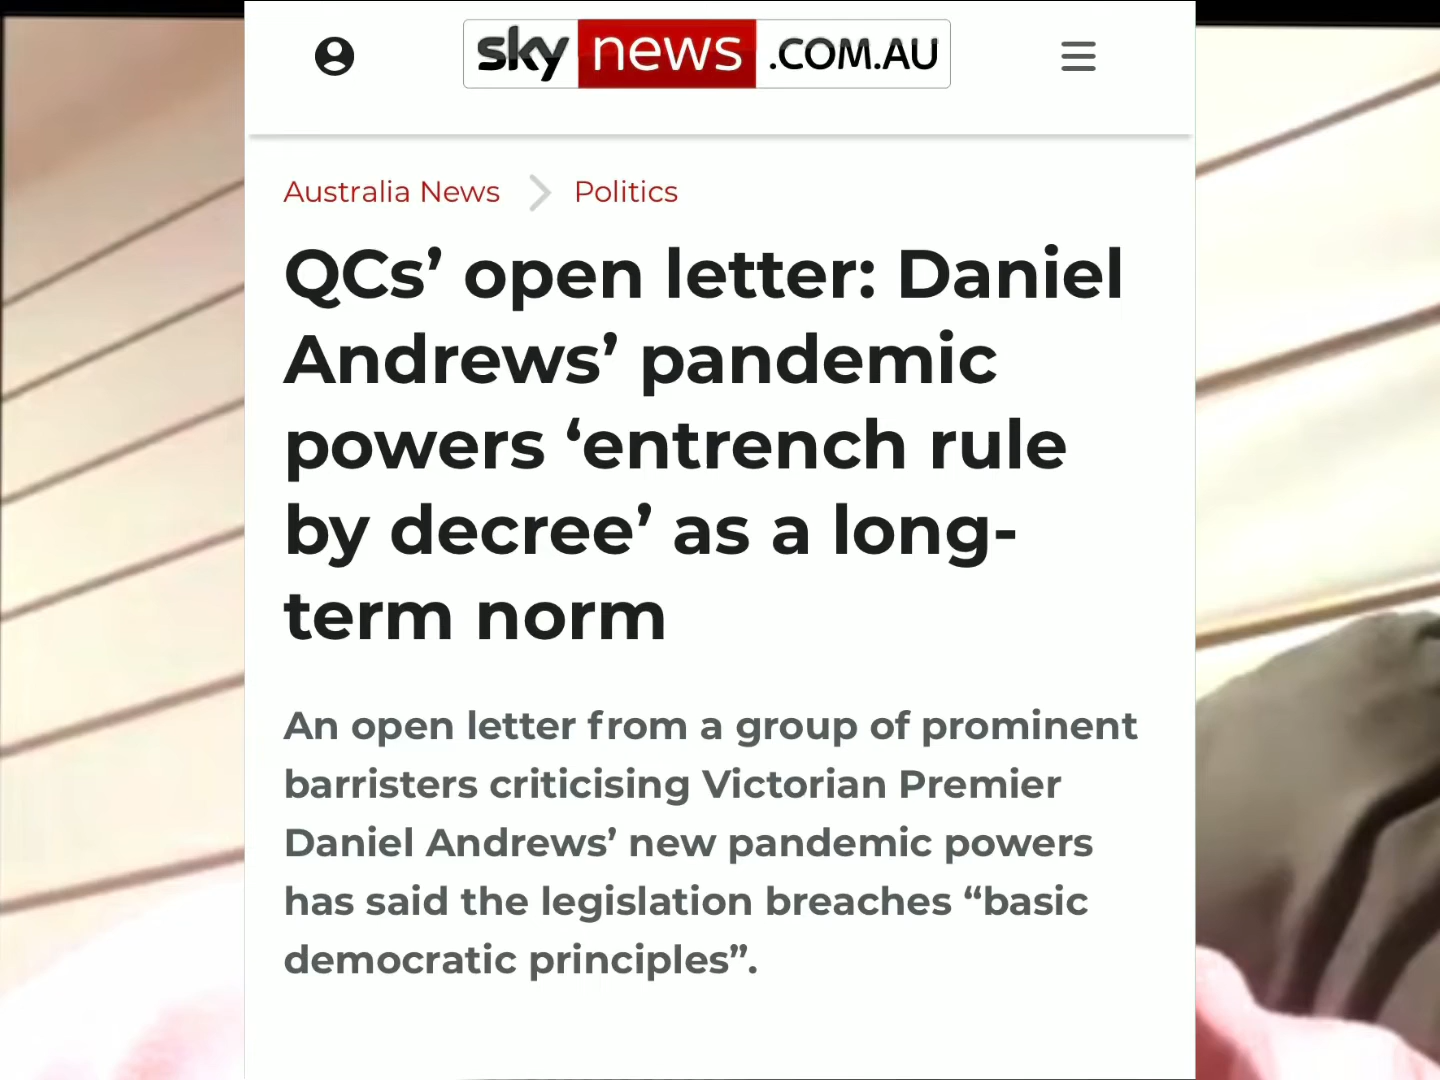 sky news .COM.AU
Australia News Politics
QCs’ open letter: Daniel
Andrews’ pandemic
powers ‘entrench rule
by decree’ as a long-
term norm
An open letter from a group of prominent
barristers criticising Victorian Premier
Daniel Andrews’ new pandemic powers
has said the legislation breaches “basic
democratic principles”.